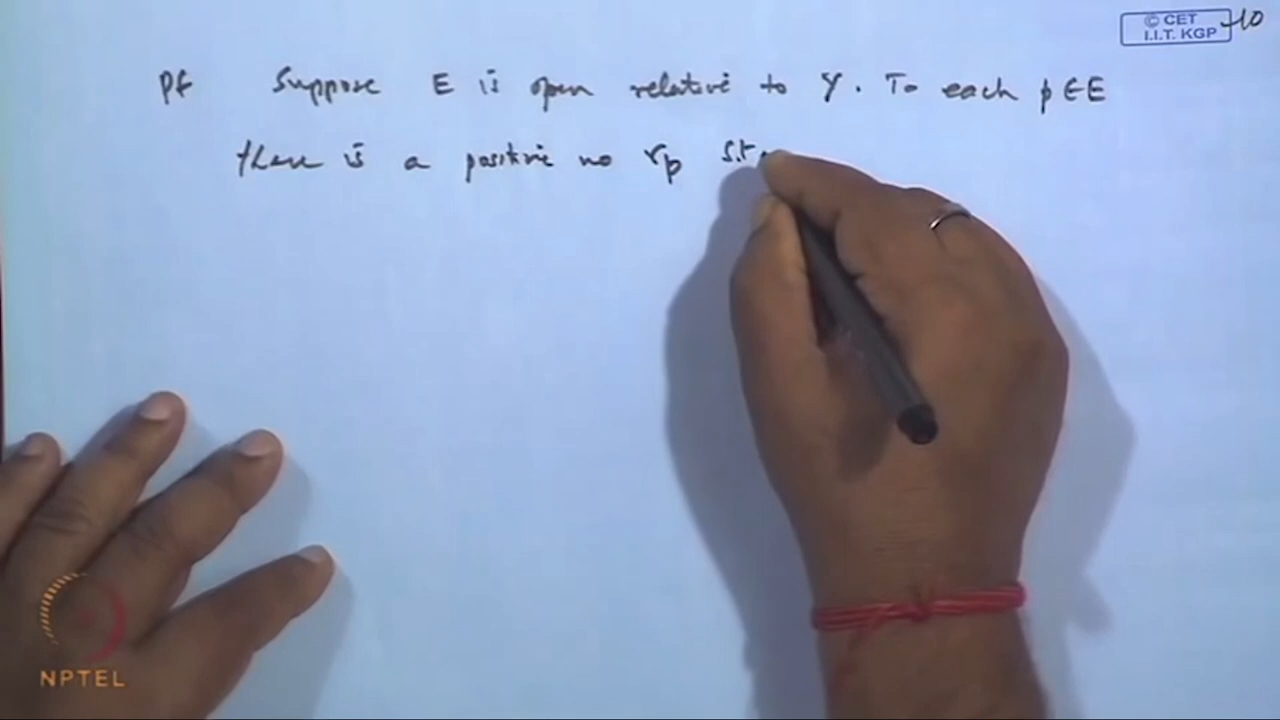 © CET
I.I.T. KGP
-10
Pf Suppose E is open relative to Y. To each p ∈ E
there is a positive no r_p s.t.
NPTEL